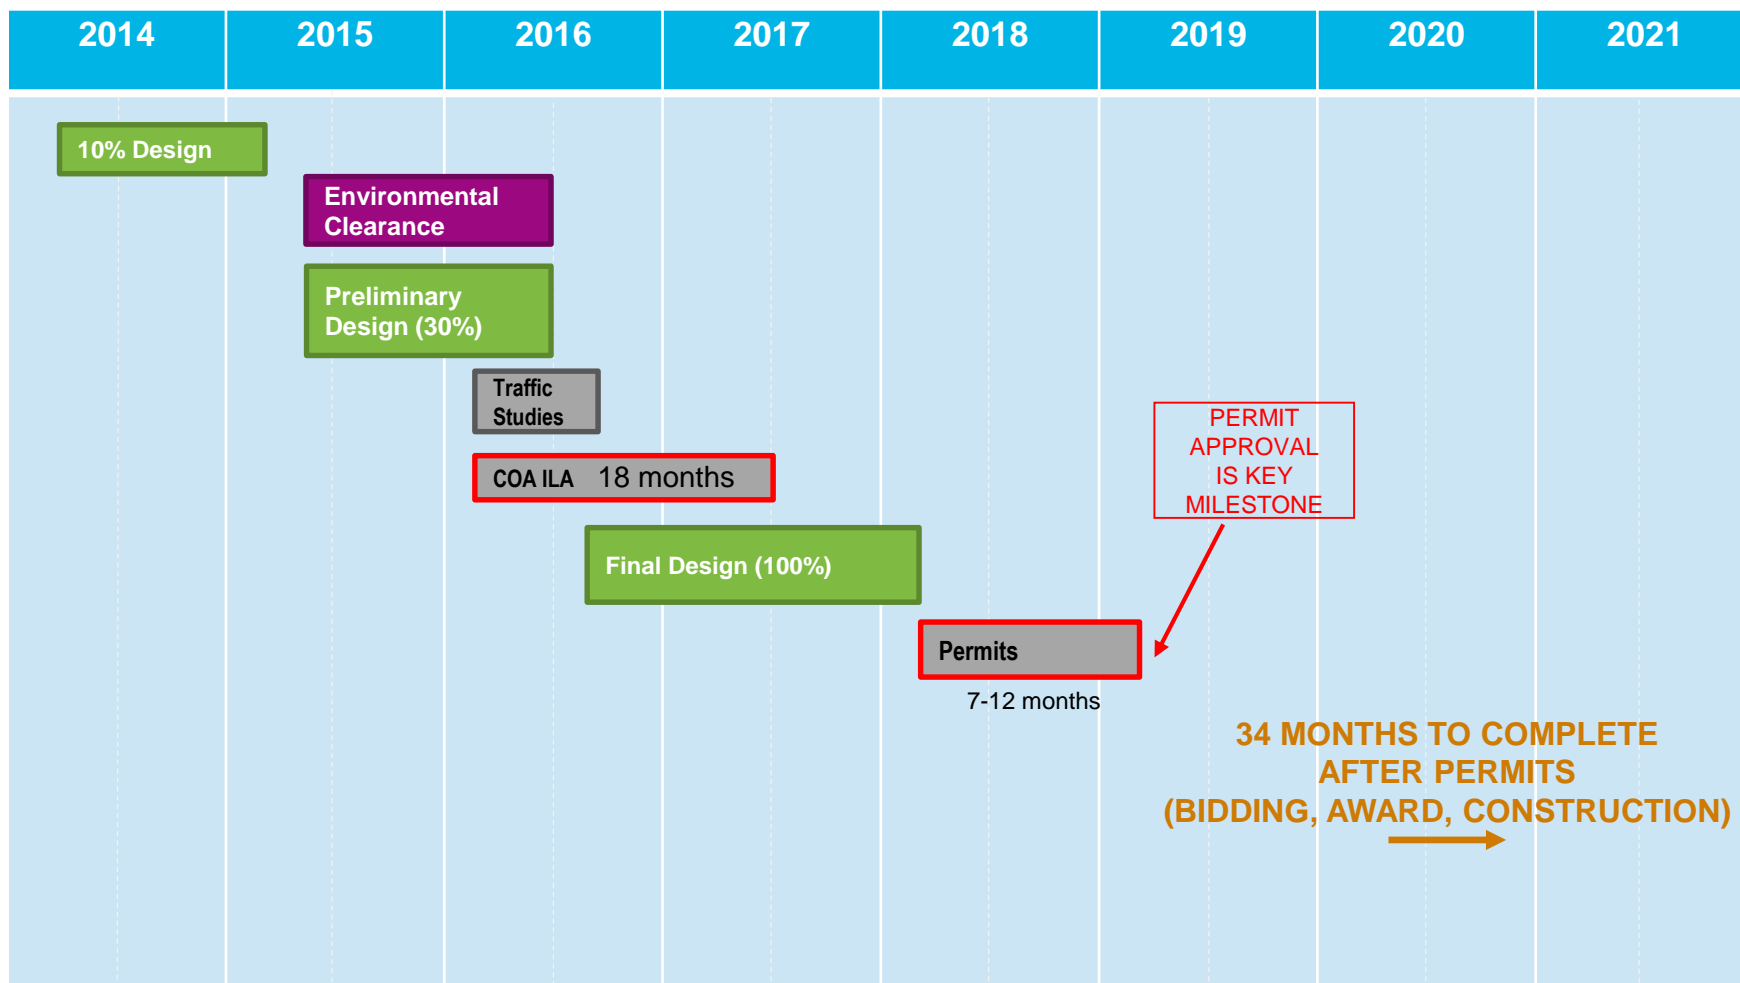 2014 2015 2016 2017 2018 2019 2020 2021
10% Design
Environmental
Clearance
Preliminary
Design (30%)
Traffic
Studies
COA ILA 18 months
PERMIT
APPROVAL
IS KEY
MILESTONE
Final Design (100%)
Permits
7-12 months
34 MONTHS TO COMPLETE
AFTER PERMITS
(BIDDING, AWARD, CONSTRUCTION)